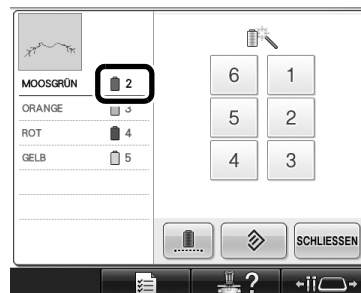 MOOSGRÜN 2
ORANGE 3
ROT 4
GELB 5
6 1
5 2
4 3
SCHLIESSEN
?